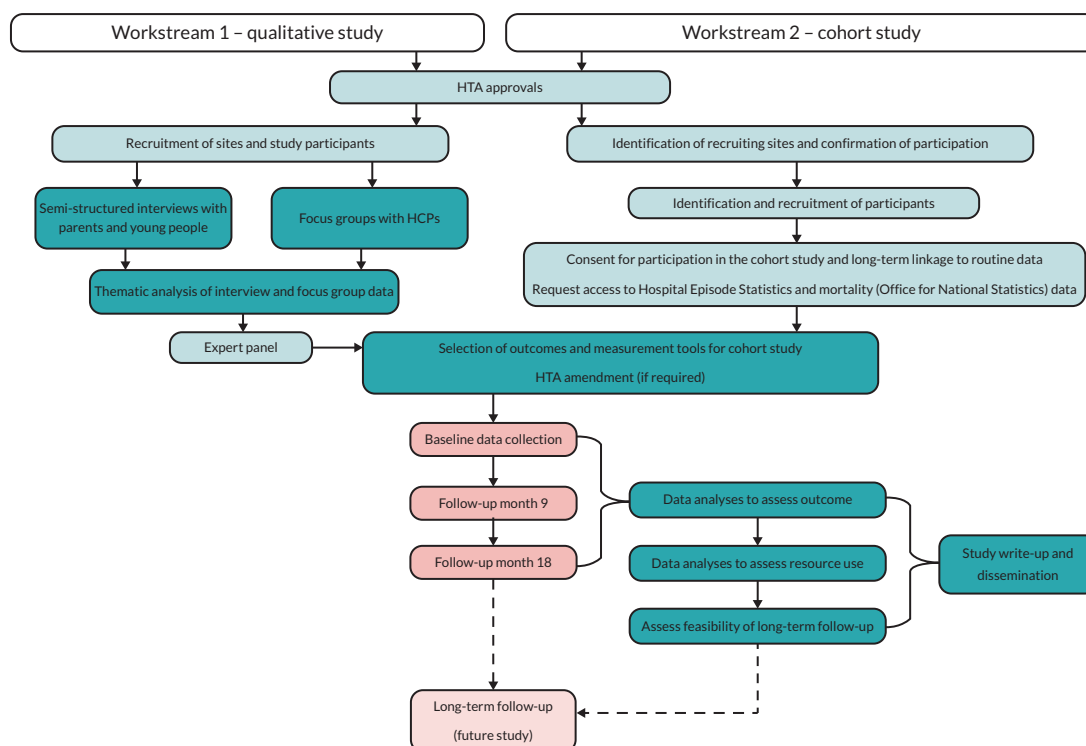 Workstream 1 – qualitative study
Workstream 2 – cohort study
HTA approvals
Recruitment of sites and study participants
Identification of recruiting sites and confirmation of participation
Semi-structured interviews with
parents and young people
Focus groups with HCPs
Identification and recruitment of participants
Thematic analysis of interview and focus group data
Consent for participation in the cohort study and long-term linkage to routine data
Request access to Hospital Episode Statistics and mortality (Office for National Statistics) data
Expert panel
Selection of outcomes and measurement tools for cohort study
HTA amendment (if required)
Baseline data collection
Follow-up month 9
Follow-up month 18
Data analyses to assess outcome
Data analyses to assess resource use
Assess feasibility of long-term follow-up
Study write-up and
dissemination
Long-term follow-up
(future study)